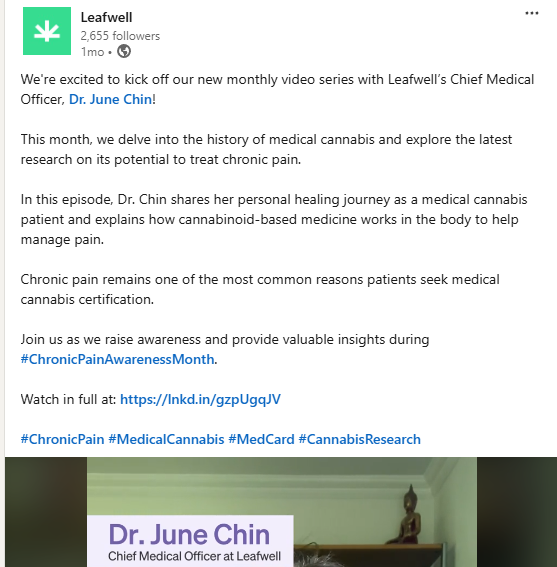 Leafwell
2,655 followers
1mo •
We're excited to kick off our new monthly video series with Leafwell's Chief Medical
Officer, Dr. June Chin!
This month, we delve into the history of medical cannabis and explore the latest
research on its potential to treat chronic pain.
In this episode, Dr. Chin shares her personal healing journey as a medical cannabis
patient and explains how cannabinoid-based medicine works in the body to help
manage pain.
Chronic pain remains one of the most common reasons patients seek medical
cannabis certification.
Join us as we raise awareness and provide valuable insights during
#ChronicPainAwarenessMonth.
Watch in full at: https://lnkd.in/gzpUgqJV
#ChronicPain #MedicalCannabis #MedCard #CannabisResearch
Dr. June Chin
Chief Medical Officer at Leafwell